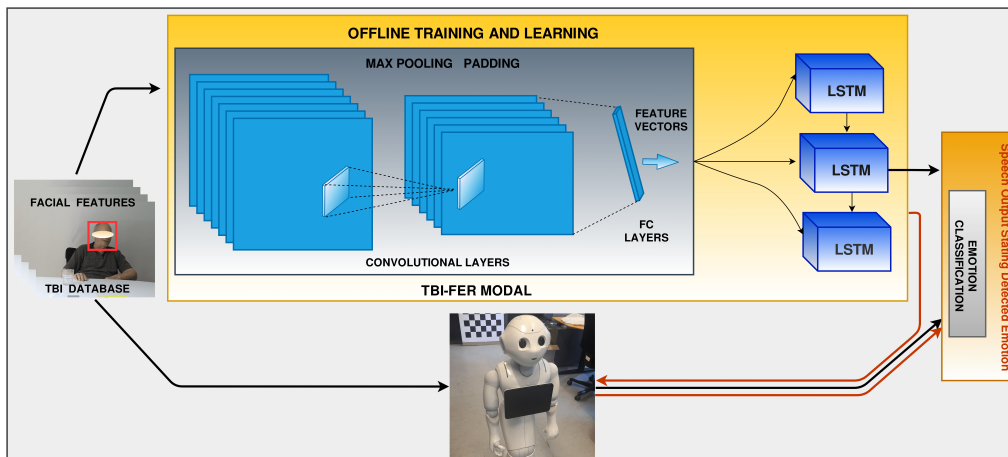 OFFLINE TRAINING AND LEARNING
MAX POOLING PADDING
FEATURE
VECTORS
FC
LAYERS
CONVOLUTIONAL LAYERS
TBI-FER MODAL
LSTM
LSTM
LSTM
FACIAL FEATURES
TBI DATABASE
EMOTION
CLASSIFICATION
Speech Output Stating Detected Emotion